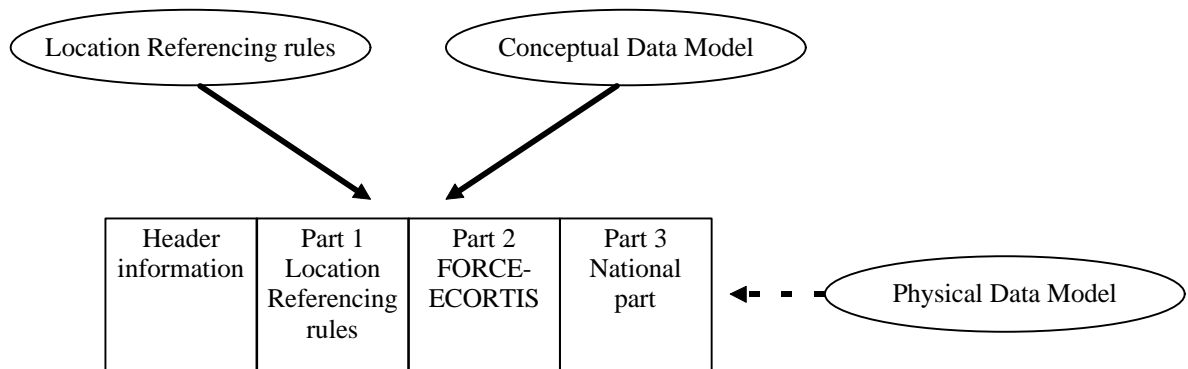 Location Referencing rules
Conceptual Data Model
Header
information
Part 1
Location
Referencing
rules
Part 2
FORCE-
ECORTIS
Part 3
National
part
Physical Data Model